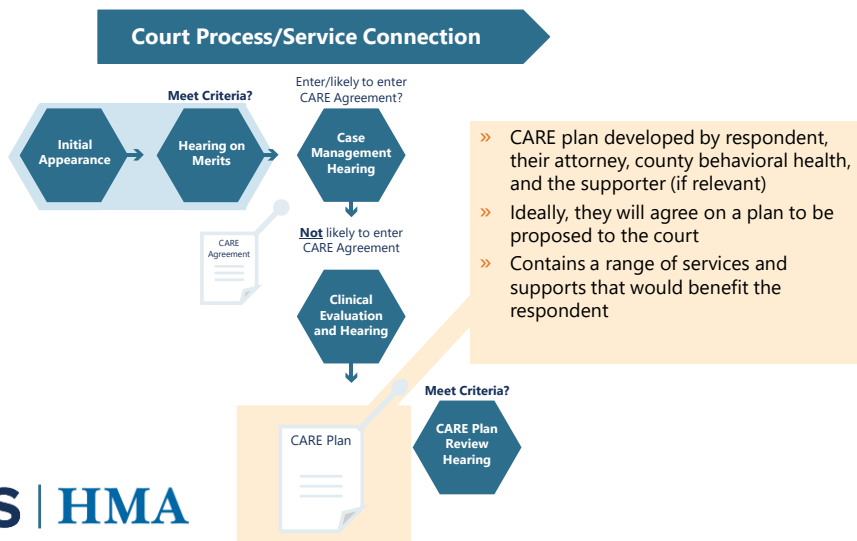 Court Process/Service Connection
Meet Criteria?
Enter/likely to enter
CARE Agreement?
Initial
Appearance
Hearing on
Merits
Case
Management
Hearing
CARE
Agreement
Not likely to enter
CARE Agreement
Clinical
Evaluation
and Hearing
CARE Plan
Meet Criteria?
CARE Plan
Review
Hearing
» CARE plan developed by respondent,
their attorney, county behavioral health,
and the supporter (if relevant)
» Ideally, they will agree on a plan to be
proposed to the court
» Contains a range of services and
supports that would benefit the
respondent
S | HMA